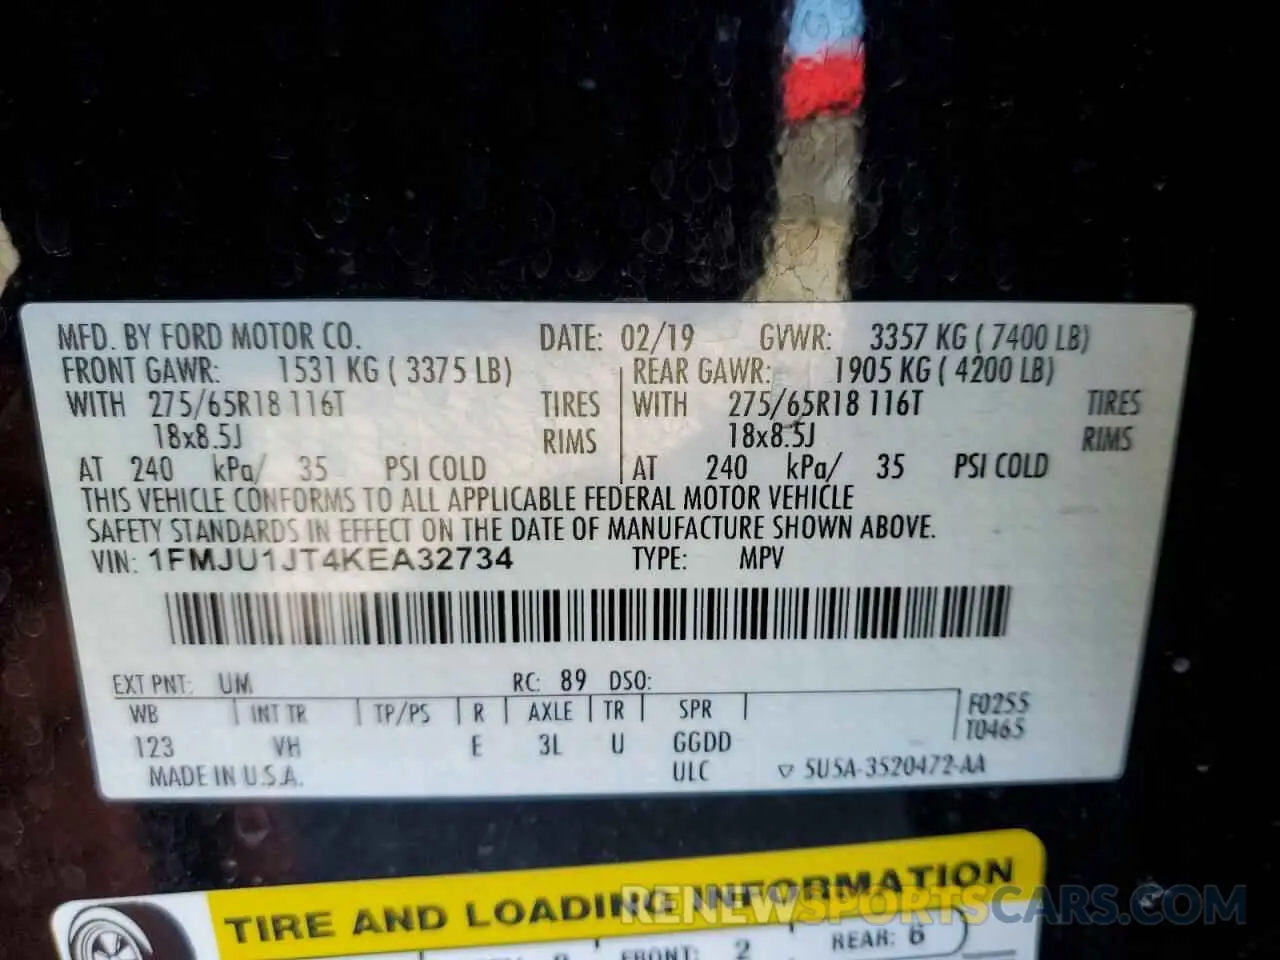 MFD. BY FORD MOTOR CO. DATE: 02/19 GVWR: 3357 KG ( 7400 LB)
FRONT GAWR: 1531 KG ( 3375 LB) REAR GAWR: 1905 KG ( 4200 LB)
WITH 275/65R18 116T TIRES WITH 275/65R18 116T TIRES
18x8.5J RIMS 18x8.5J RIMS
AT 240 kPa/ 35 PSI COLD AT 240 kPa/ 35 PSI COLD
THIS VEHICLE CONFORMS TO ALL APPLICABLE FEDERAL MOTOR VEHICLE
SAFETY STANDARDS IN EFFECT ON THE DATE OF MANUFACTURE SHOWN ABOVE.
VIN: 1FMJU1JT4KEA32734 TYPE: MPV
EXT PNT: UM RC: 89 DSO:
WB INT TR TP/PS R AXLE TR SPR F0255
T0465
123 VH E 3L U GGDD
MADE IN U.S.A. ULC ▽ 5U5A-3520472-AA
TIRE AND LOADING INFORMATION
RENEWSPORTSCARS.COM
FRONT: 2 REAR: 6